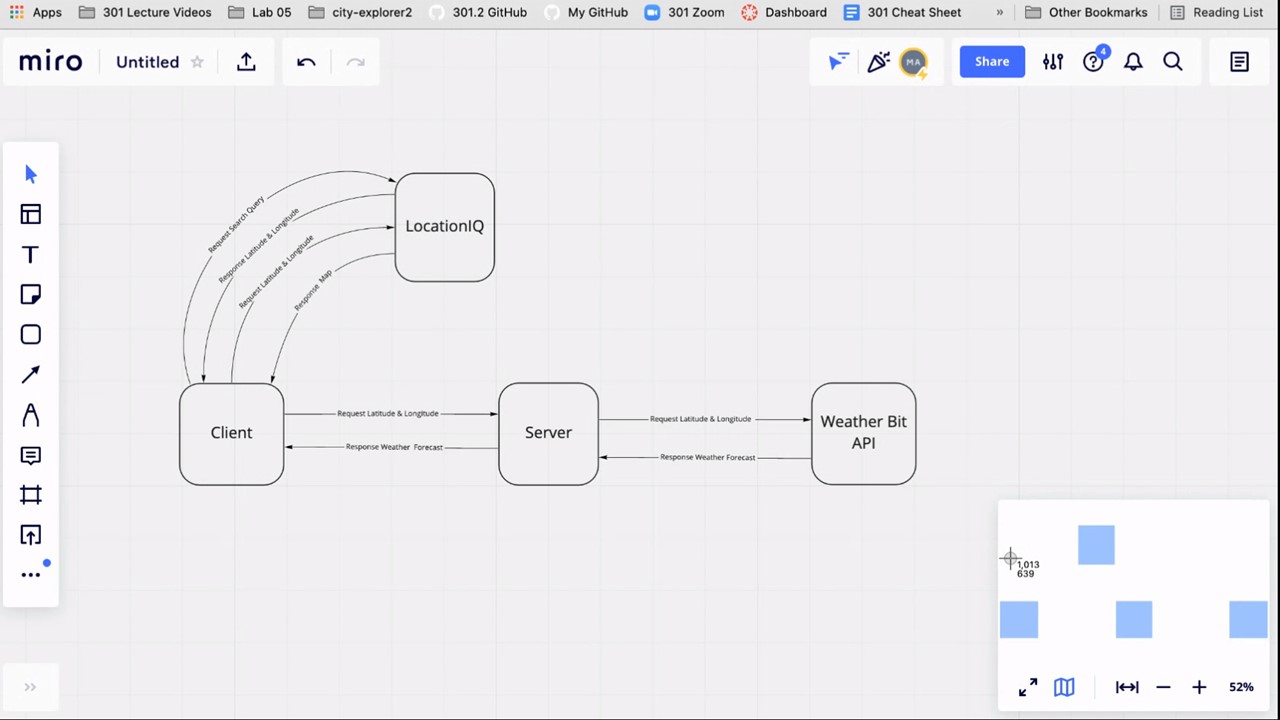 Apps 301 Lecture Videos Lab 05 city-explorer2 301.2 GitHub My GitHub 301 Zoom Dashboard 301 Cheat Sheet » Other Bookmarks Reading List
miro Untitled MA Share 4
Request Search Query
Response Latitude & Longitude
Request Latitude & Longitude
Response Map
LocationIQ
Client
Request Latitude & Longitude
Response Weather Forecast
Server
Request Latitude & Longitude
Response Weather Forecast
Weather Bit
API
1,013
639
52%